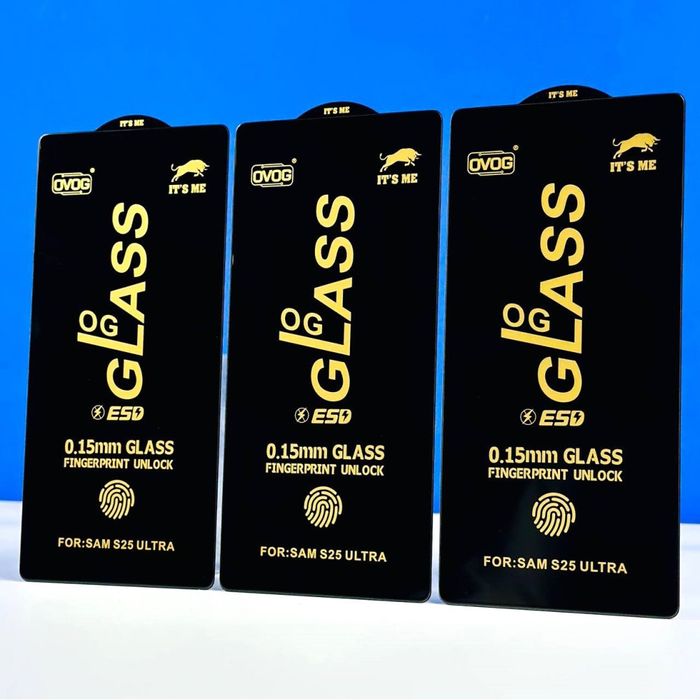 IT'S ME
OVOG®
IT'S ME
OG
GLASS
ESD
0.15mm GLASS
FINGERPRINT UNLOCK
FOR:SAM S25 ULTRA
IT'S ME
OVOG®
IT'S ME
OG
GLASS
ESD
0.15mm GLASS
FINGERPRINT UNLOCK
FOR:SAM S25 ULTRA
IT'S ME
OVOG®
IT'S ME
OG
GLASS
ESD
0.15mm GLASS
FINGERPRINT UNLOCK
FOR:SAM S25 ULTRA